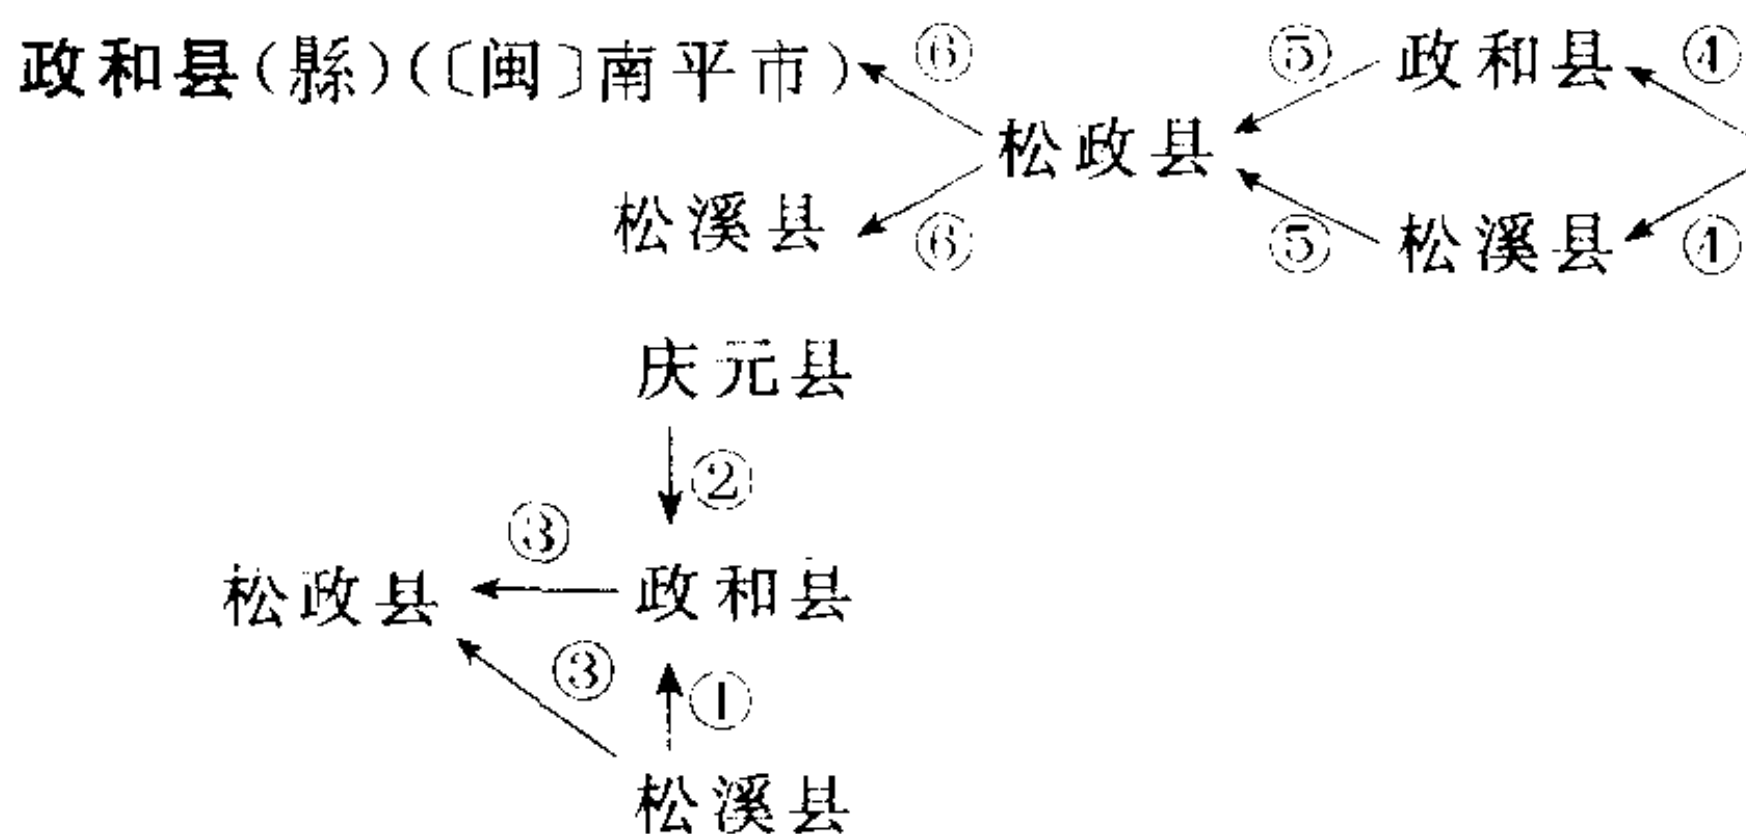 政和县(縣)(〔闽〕南平市) ⑥ ⑤ 政和县 ④
松政县
松溪县 ⑥ ⑤ 松溪县 ④
庆元县
②
③
松政县 政和县
③ ①
松溪县